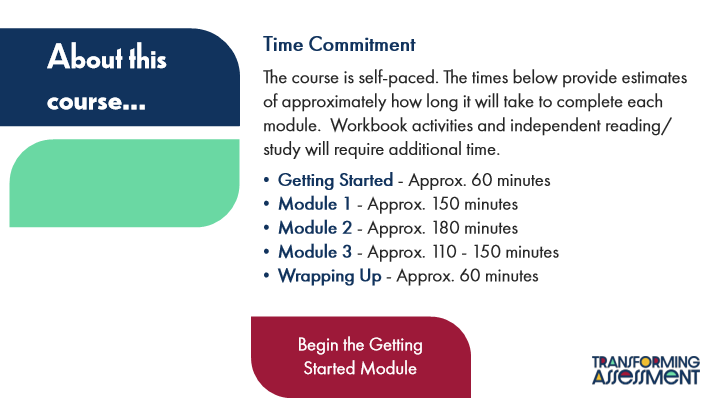 About this
course...
Time Commitment
The course is self-paced. The times below provide estimates
of approximately how long it will take to complete each
module.  Workbook activities and independent reading/
study will require additional time.
• Getting Started - Approx. 60 minutes
• Module 1 - Approx. 150 minutes
• Module 2 - Approx. 180 minutes
• Module 3 - Approx. 110 - 150 minutes
• Wrapping Up - Approx. 60 minutes
Begin the Getting
Started Module
TRANSFORMING
ASSESSMENT